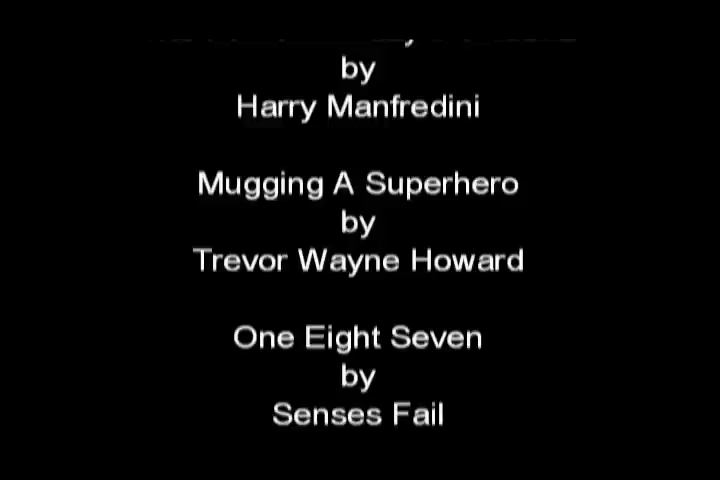 by
Harry Manfredini
Mugging A Superhero
by
Trevor Wayne Howard
One Eight Seven
by
Senses Fail